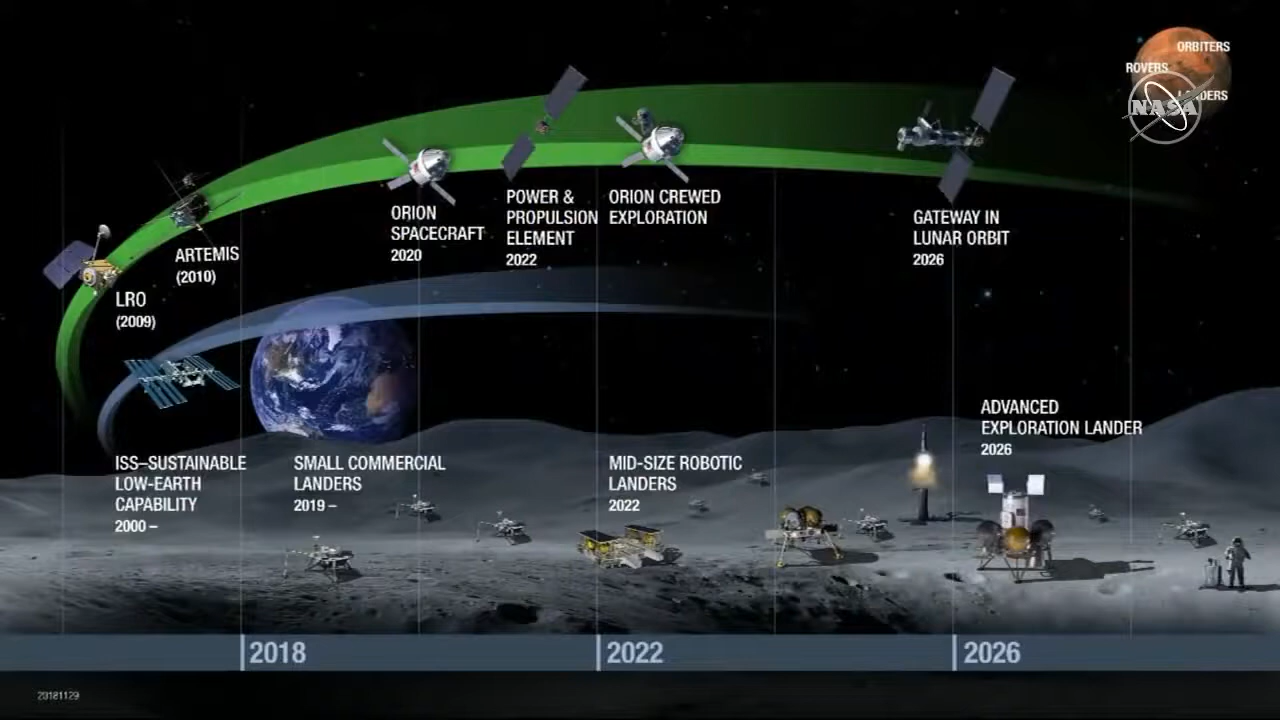 ORBITERS
ROVERS
LANDERS
NASA
ORION
SPACECRAFT
2020
POWER &
PROPULSION
ELEMENT
2022
ORION CREWED
EXPLORATION
GATEWAY IN
LUNAR ORBIT
2026
ARTEMIS
(2010)
LRO
(2009)
ISS–SUSTAINABLE
LOW-EARTH
CAPABILITY
2000 –
SMALL COMMERCIAL
LANDERS
2019 –
MID-SIZE ROBOTIC
LANDERS
2022
ADVANCED
EXPLORATION LANDER
2026
2018
2022
2026
20181129